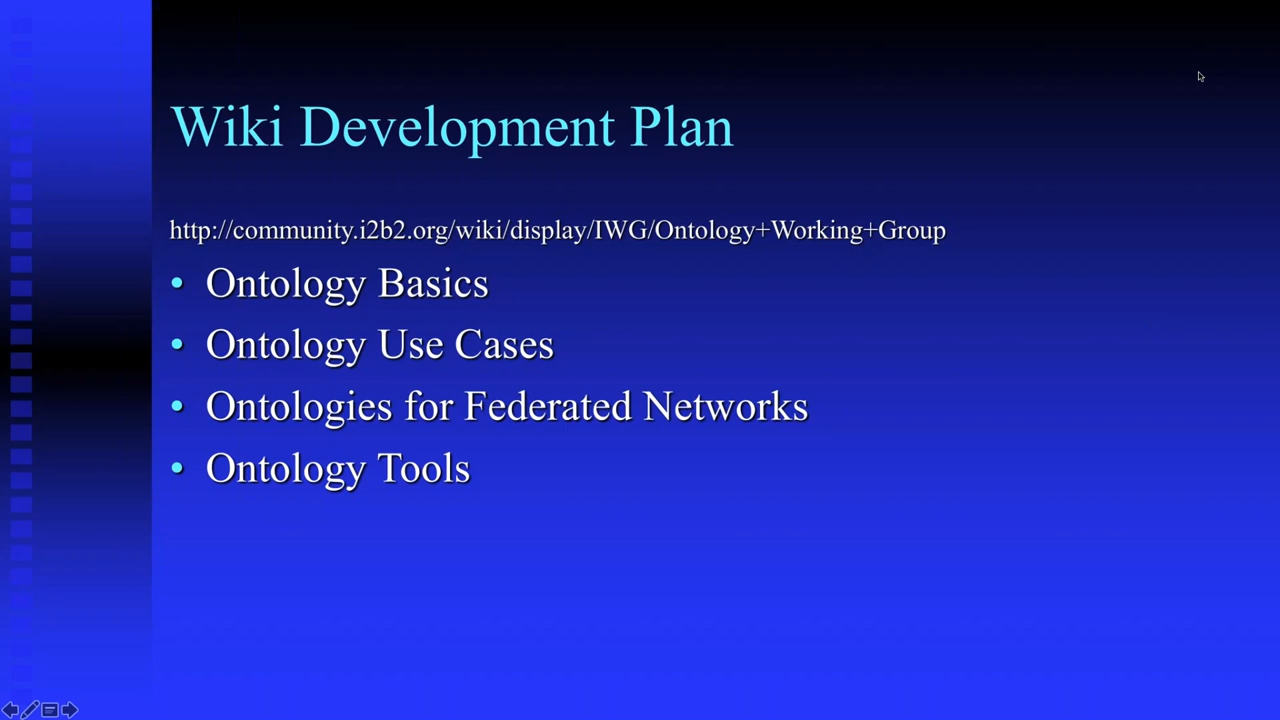 Wiki Development Plan
http://community.i2b2.org/wiki/display/IWG/Ontology+Working+Group
• Ontology Basics
• Ontology Use Cases
• Ontologies for Federated Networks
• Ontology Tools